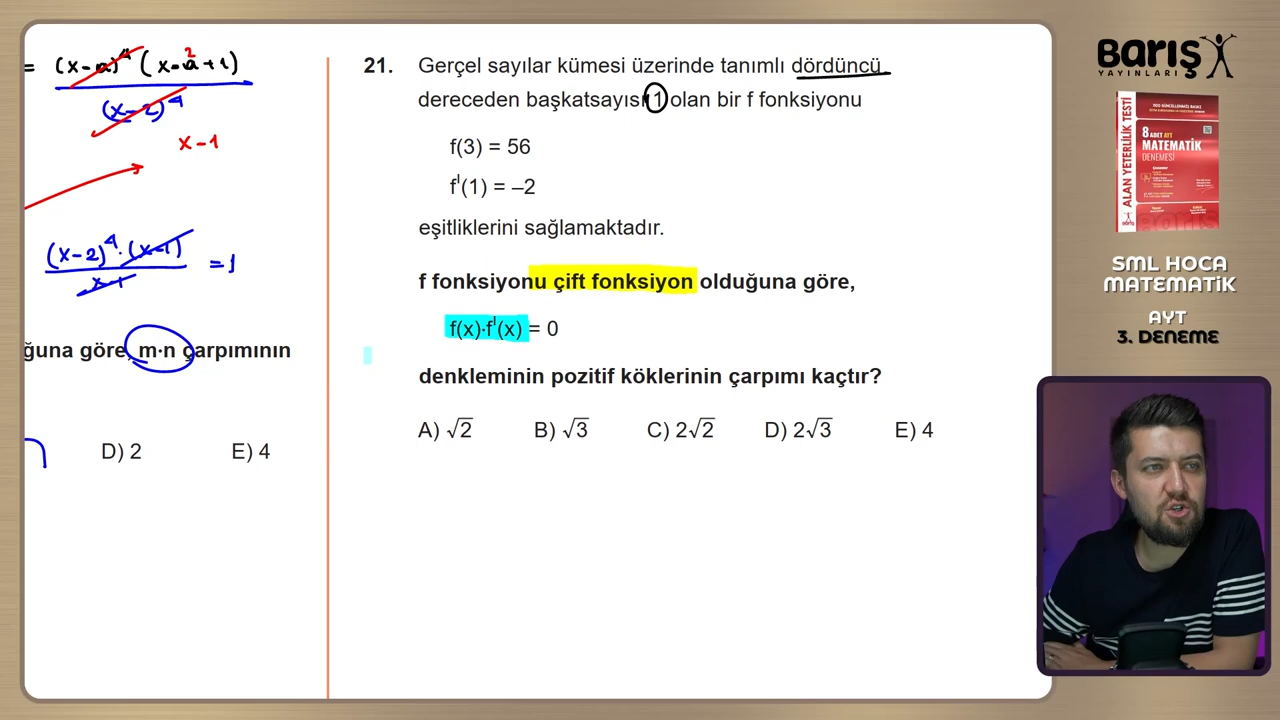 = (x-a)⁴ (x-a+1)
2
(x-2)⁴
x-1
(x-2)⁴·(x-1)
x-1
= 1
ğuna göre, m·n çarpımının
D) 2 E) 4
21. Gerçel sayılar kümesi üzerinde tanımlı dördüncü
dereceden başkatsayısı 1 olan bir f fonksiyonu
f(3) = 56
f'(1) = –2
eşitliklerini sağlamaktadır.
f fonksiyonu çift fonksiyon olduğuna göre,
f(x)·f'(x) = 0
denkleminin pozitif köklerinin çarpımı kaçtır?
A) √2 B) √3 C) 2√2 D) 2√3 E) 4
BARIŞ
YAYINLARI
ALAN YETERLİLİK TESTİ
8 ADET AYT
MATEMATİK
DENEMESİ
BARIŞ
SML HOCA
MATEMATİK
AYT
3. DENEME